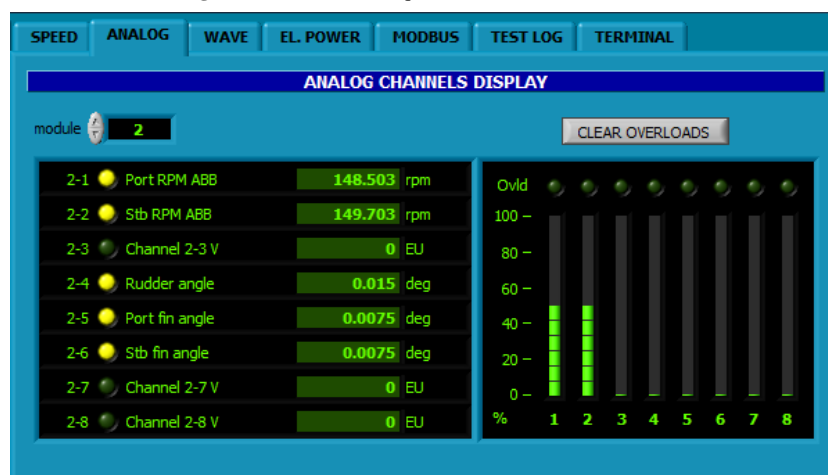 SPEED ANALOG WAVE EL. POWER MODBUS TEST LOG TERMINAL
ANALOG CHANNELS DISPLAY
module 2 CLEAR OVERLOADS
2-1 Port RPM ABB 148.503 rpm
2-2 Stb RPM ABB 149.703 rpm
2-3 Channel 2-3 V 0 EU
2-4 Rudder angle 0.015 deg
2-5 Port fin angle 0.0075 deg
2-6 Stb fin angle 0.0075 deg
2-7 Channel 2-7 V 0 EU
2-8 Channel 2-8 V 0 EU
Ovld
100
80
60
40
20
0
% 1 2 3 4 5 6 7 8